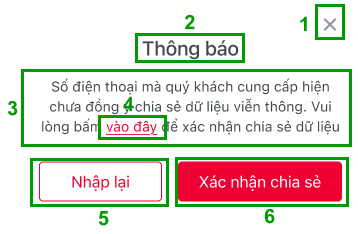 1 ×
2
Thông báo
3
Số điện thoại mà quý khách cung cấp hiện
chưa đồng ý chia sẻ dữ liệu viễn thông. Vui
4
lòng bấm vào đây để xác nhận chia sẻ dữ liệu
Nhập lại
Xác nhận chia sẻ
5
6